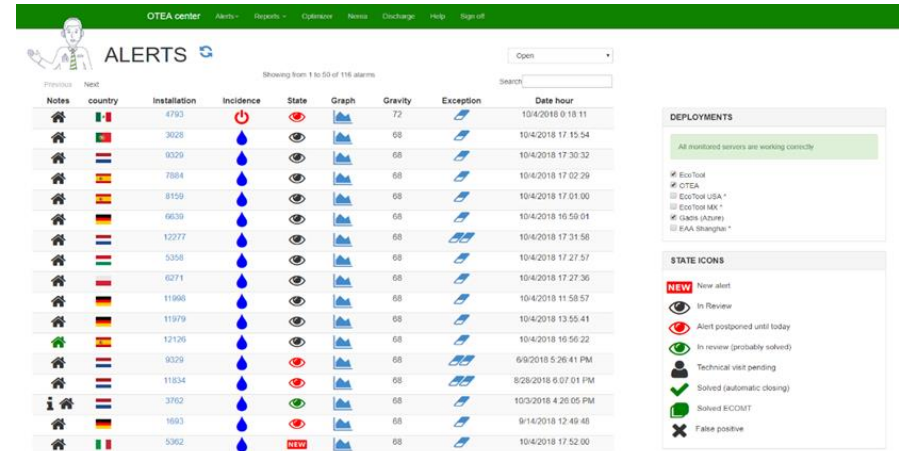 OTEA center Alerts Reports Optimizer Noma Discharge Help Sign off
ALERTS
Open
Showing from 1 to 50 of 116 alarms
Search
Previous Next
Notes country Installation Incidence State Graph Gravity Exception Date hour
4793 72 10/4/2018 0:18:11
3028 68 10/4/2018 17:15:54
9329 68 10/4/2018 17:30:32
7884 68 10/4/2018 17:02:29
8159 68 10/4/2018 17:01:00
6639 68 10/4/2018 16:59:01
12277 68 10/4/2018 17:31:58
5358 68 10/4/2018 17:27:57
6271 68 10/4/2018 17:27:36
11998 68 10/4/2018 11:58:57
11979 68 10/4/2018 13:55:41
12126 68 10/4/2018 16:56:22
9329 68 6/9/2018 5:26:41 PM
11834 68 8/28/2018 6:07:01 PM
3762 68 10/3/2018 4:26:05 PM
1693 68 9/14/2018 12:49:48
5362 NEW 68 10/4/2018 17:52:00
DEPLOYMENTS
All monitored servers are working correctly
EcoTool
OTEA
EcoTool USA *
EcoTool MX *
Gadis (Azure)
EAA Shanghai *
STATE ICONS
NEW New alert
In Review
Alert postponed until today
In review (probably solved)
Technical visit pending
Solved (automatic closing)
Solved ECOMT
False positive